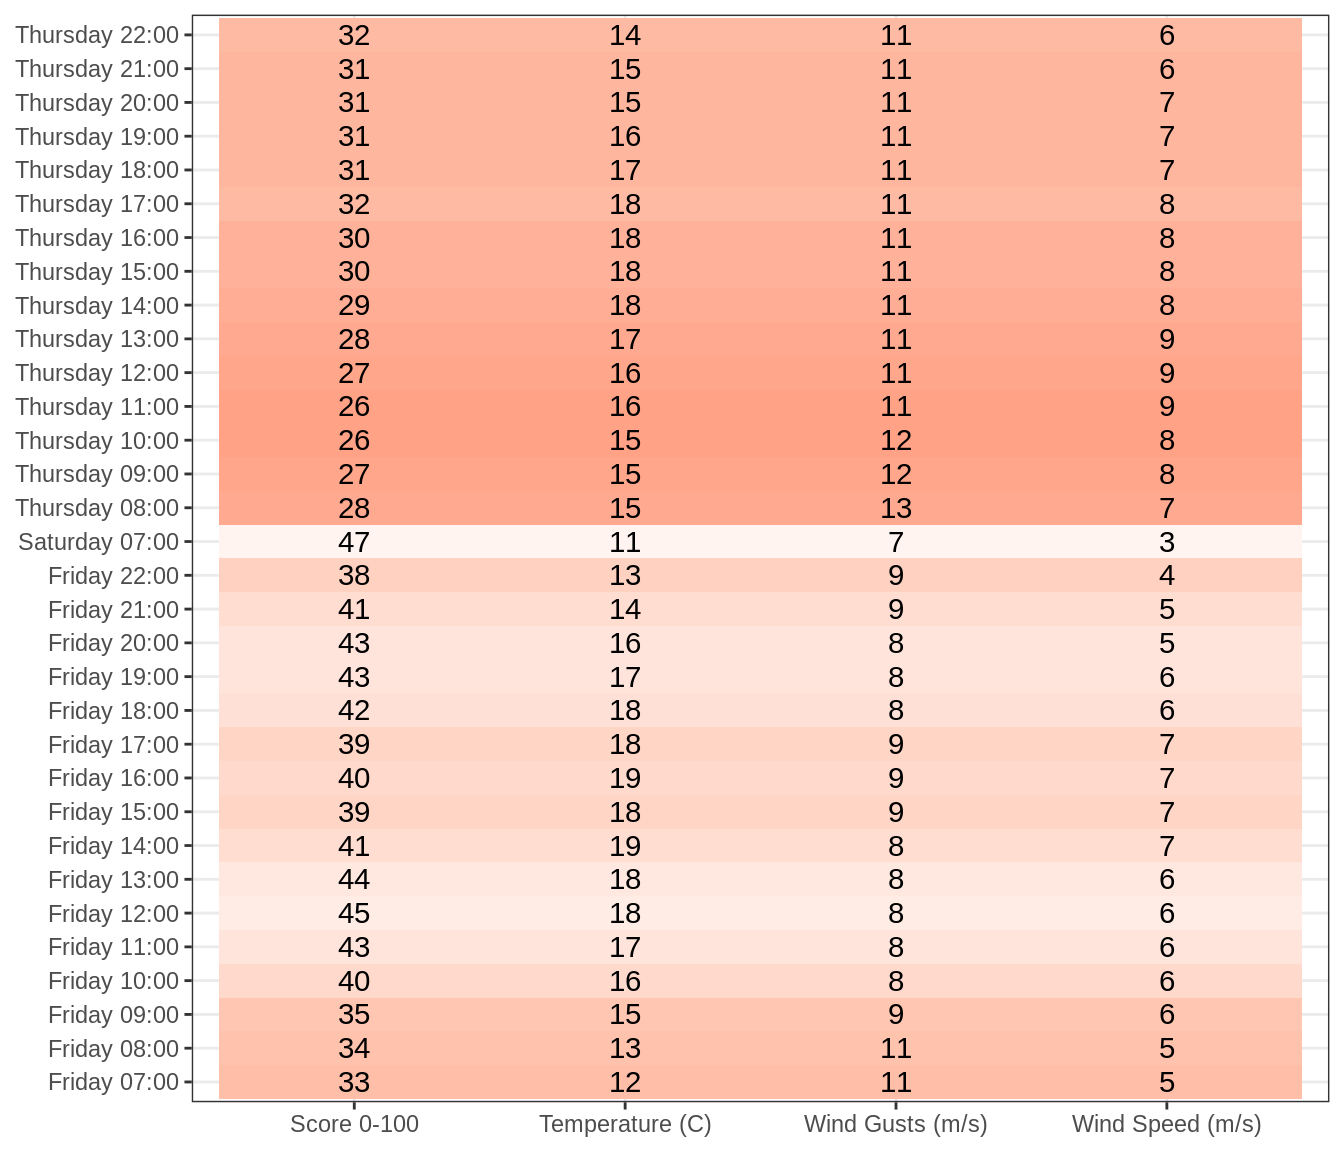 Thursday 22:00 32 14 11 6
Thursday 21:00 31 15 11 6
Thursday 20:00 31 15 11 7
Thursday 19:00 31 16 11 7
Thursday 18:00 31 17 11 7
Thursday 17:00 32 18 11 8
Thursday 16:00 30 18 11 8
Thursday 15:00 30 18 11 8
Thursday 14:00 29 18 11 8
Thursday 13:00 28 17 11 9
Thursday 12:00 27 16 11 9
Thursday 11:00 26 16 11 9
Thursday 10:00 26 15 12 8
Thursday 09:00 27 15 12 8
Thursday 08:00 28 15 13 7
Saturday 07:00 47 11 7 3
Friday 22:00 38 13 9 4
Friday 21:00 41 14 9 5
Friday 20:00 43 16 8 5
Friday 19:00 43 17 8 6
Friday 18:00 42 18 8 6
Friday 17:00 39 18 9 7
Friday 16:00 40 19 9 7
Friday 15:00 39 18 9 7
Friday 14:00 41 19 8 7
Friday 13:00 44 18 8 6
Friday 12:00 45 18 8 6
Friday 11:00 43 17 8 6
Friday 10:00 40 16 8 6
Friday 09:00 35 15 9 6
Friday 08:00 34 13 11 5
Friday 07:00 33 12 11 5
Score 0-100 Temperature (C) Wind Gusts (m/s) Wind Speed (m/s)